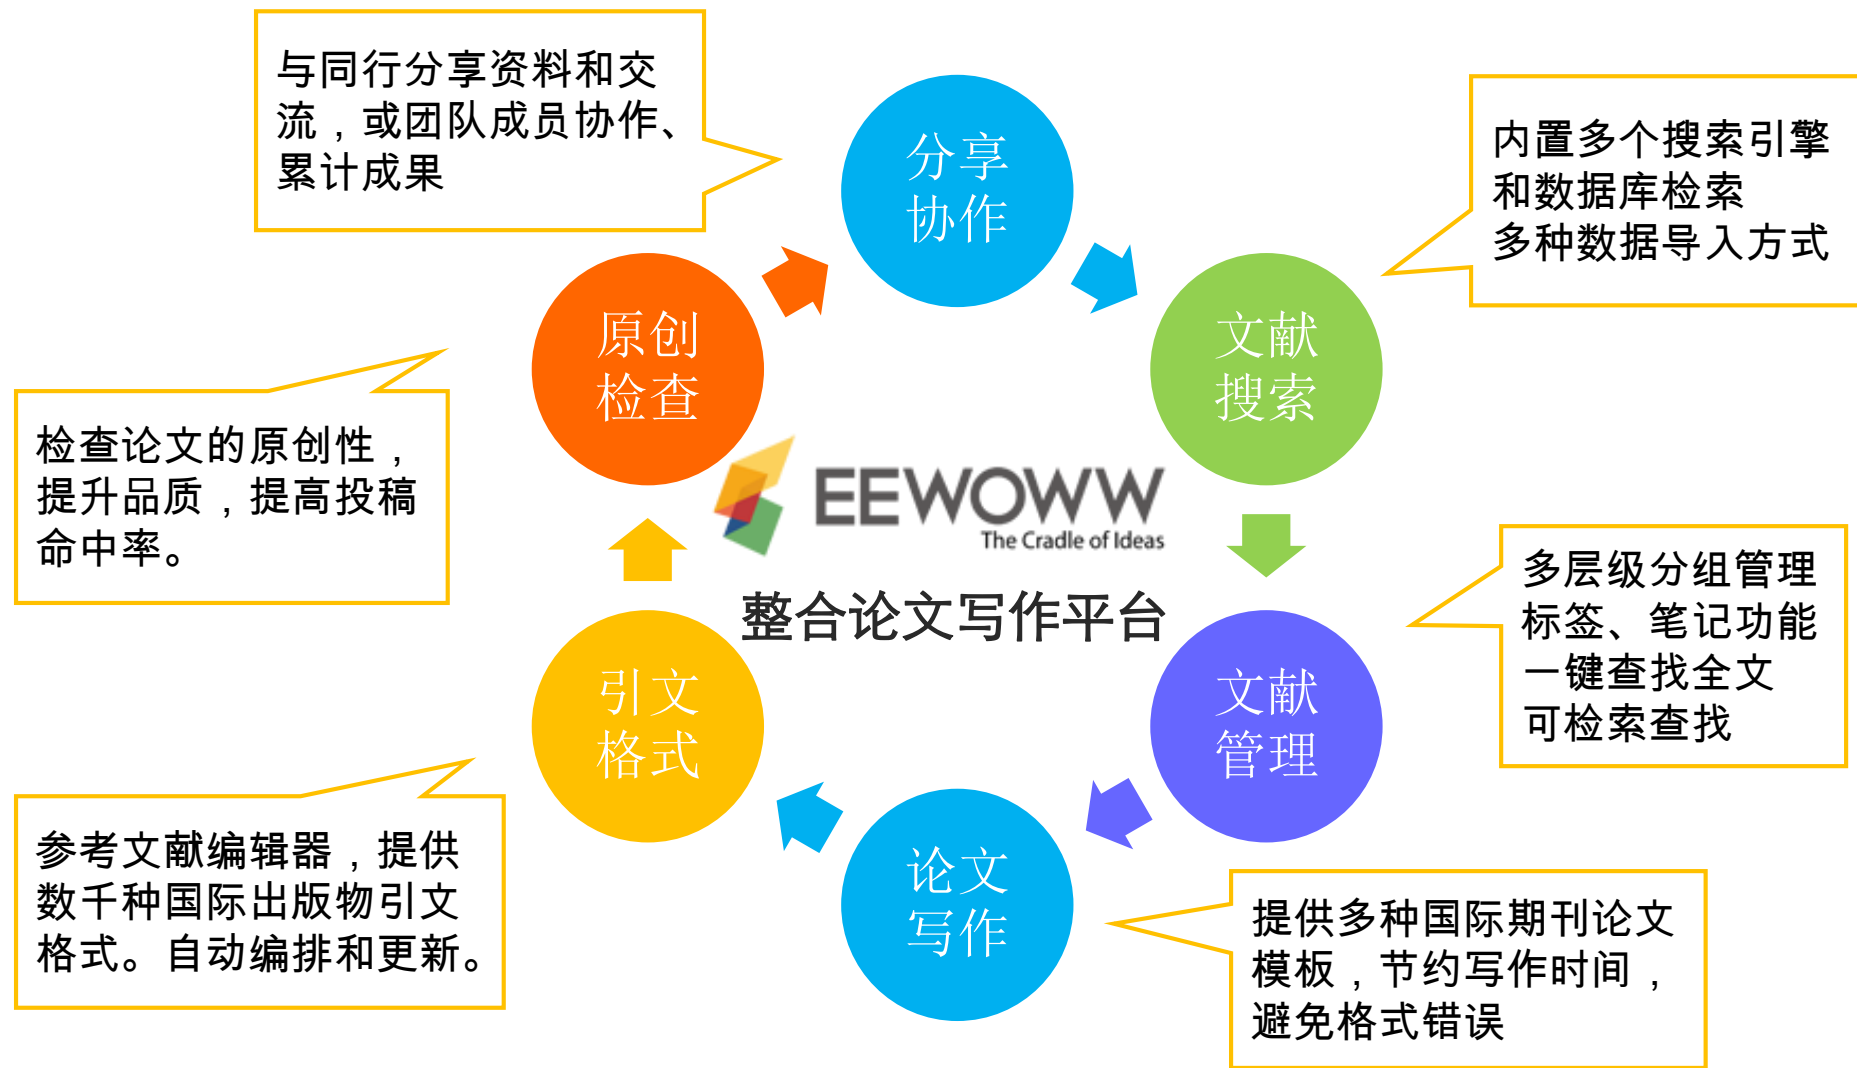 与同行分享资料和交
流，或团队成员协作、
累计成果
分享
协作
内置多个搜索引擎
和数据库检索
多种数据导入方式
原创
检查
文献
搜索
检查论文的原创性，
提升品质，提高投稿
命中率。
EEWOWW
The Cradle of Ideas
整合论文写作平台
多层级分组管理
标签、笔记功能
一键查找全文
可检索查找
引文
格式
文献
管理
参考文献编辑器，提供
数千种国际出版物引文
格式。自动编排和更新。
论文
写作
提供多种国际期刊论文
模板，节约写作时间，
避免格式错误